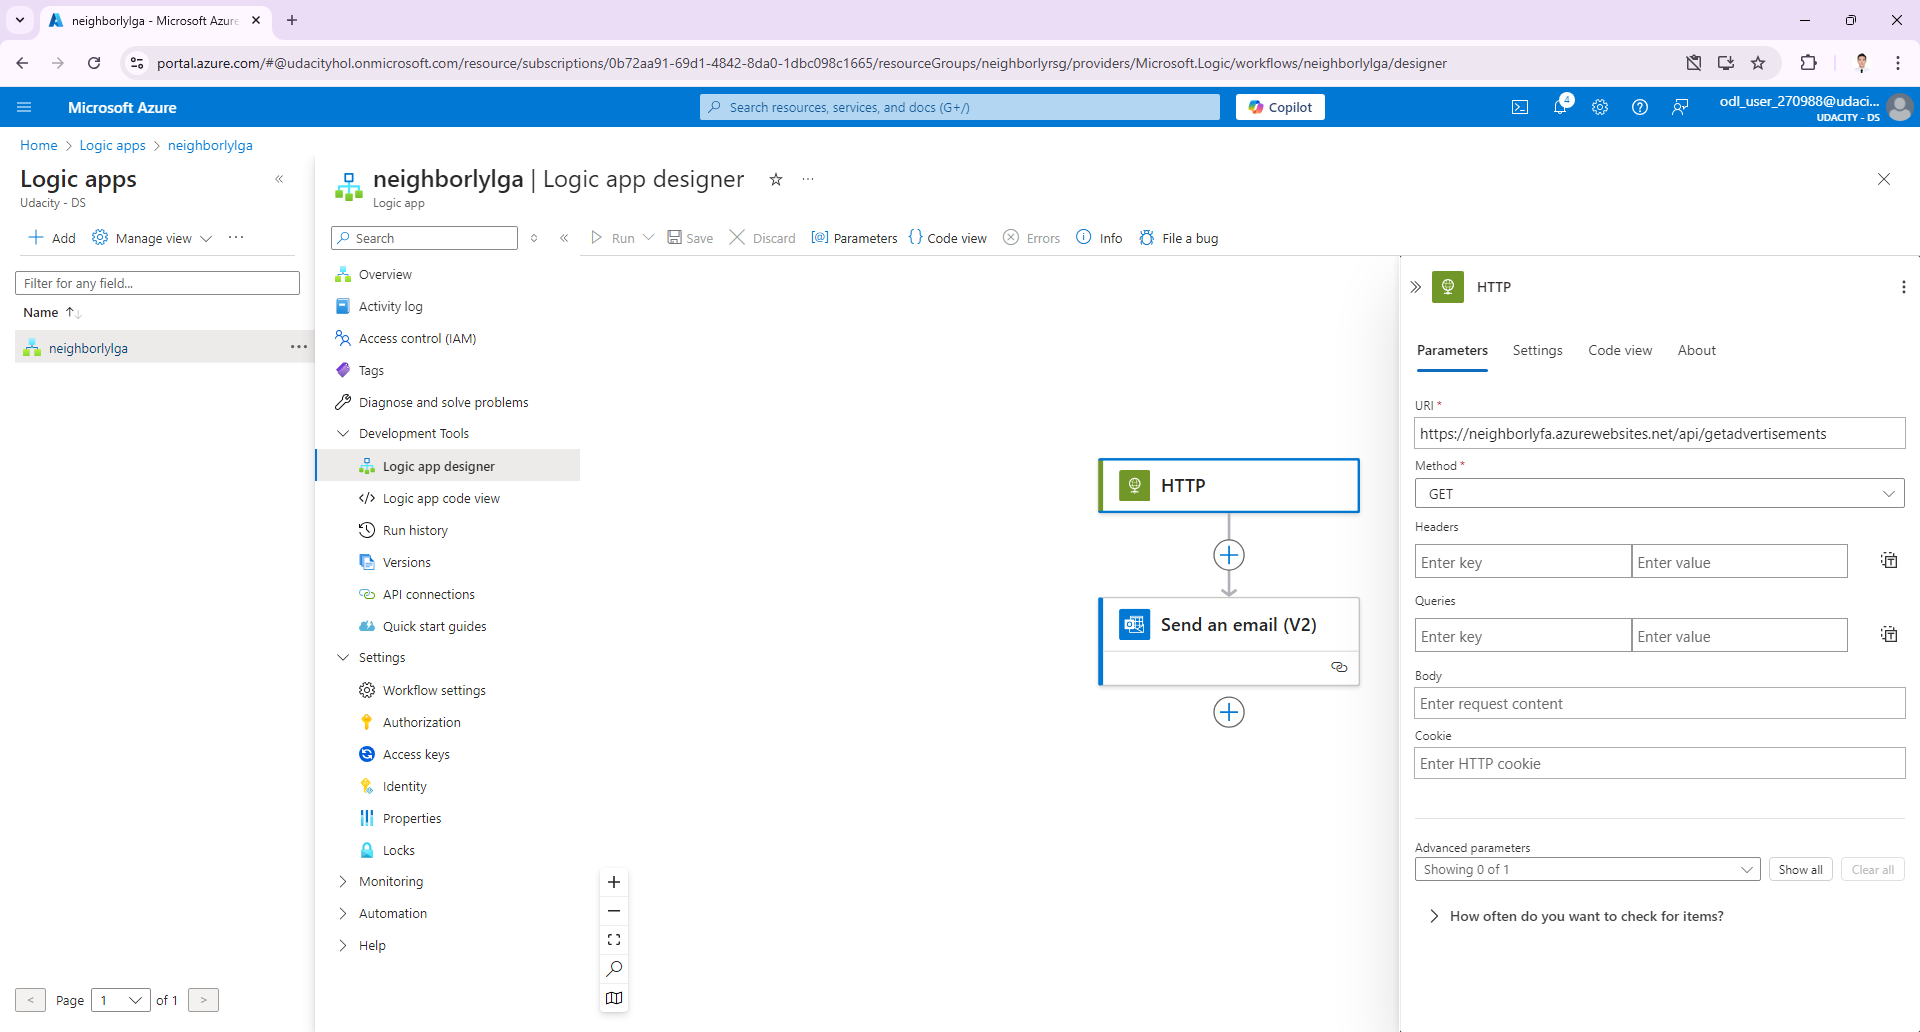 neighborlylga - Microsoft Azure
portal.azure.com/#@udacityhol.onmicrosoft.com/resource/subscriptions/0b72aa91-69d1-4842-8da0-1dbc098c1665/resourceGroups/neighborlyrsg/providers/Microsoft.Logic/workflows/neighborlylga/designer
Microsoft Azure
Search resources, services, and docs (G+/)
Copilot
4
odl_user_270988@udaci...
UDACITY - DS
Home > Logic apps > neighborlylga
Logic apps
Udacity - DS
Add
Manage view
Filter for any field...
Name
neighborlylga
Page 1 of 1
neighborlylga | Logic app designer
Logic app
Search
Overview
Activity log
Access control (IAM)
Tags
Diagnose and solve problems
Development Tools
Logic app designer
Logic app code view
Run history
Versions
API connections
Quick start guides
Settings
Workflow settings
Authorization
Access keys
Identity
Properties
Locks
Monitoring
Automation
Help
Run
Save
Discard
Parameters
Code view
Errors
Info
File a bug
HTTP
Send an email (V2)
HTTP
Parameters
Settings
Code view
About
URI *
https://neighborlyfa.azurewebsites.net/api/getadvertisements
Method *
GET
Headers
Enter key
Enter value
Queries
Enter key
Enter value
Body
Enter request content
Cookie
Enter HTTP cookie
Advanced parameters
Showing 0 of 1
Show all
Clear all
How often do you want to check for items?